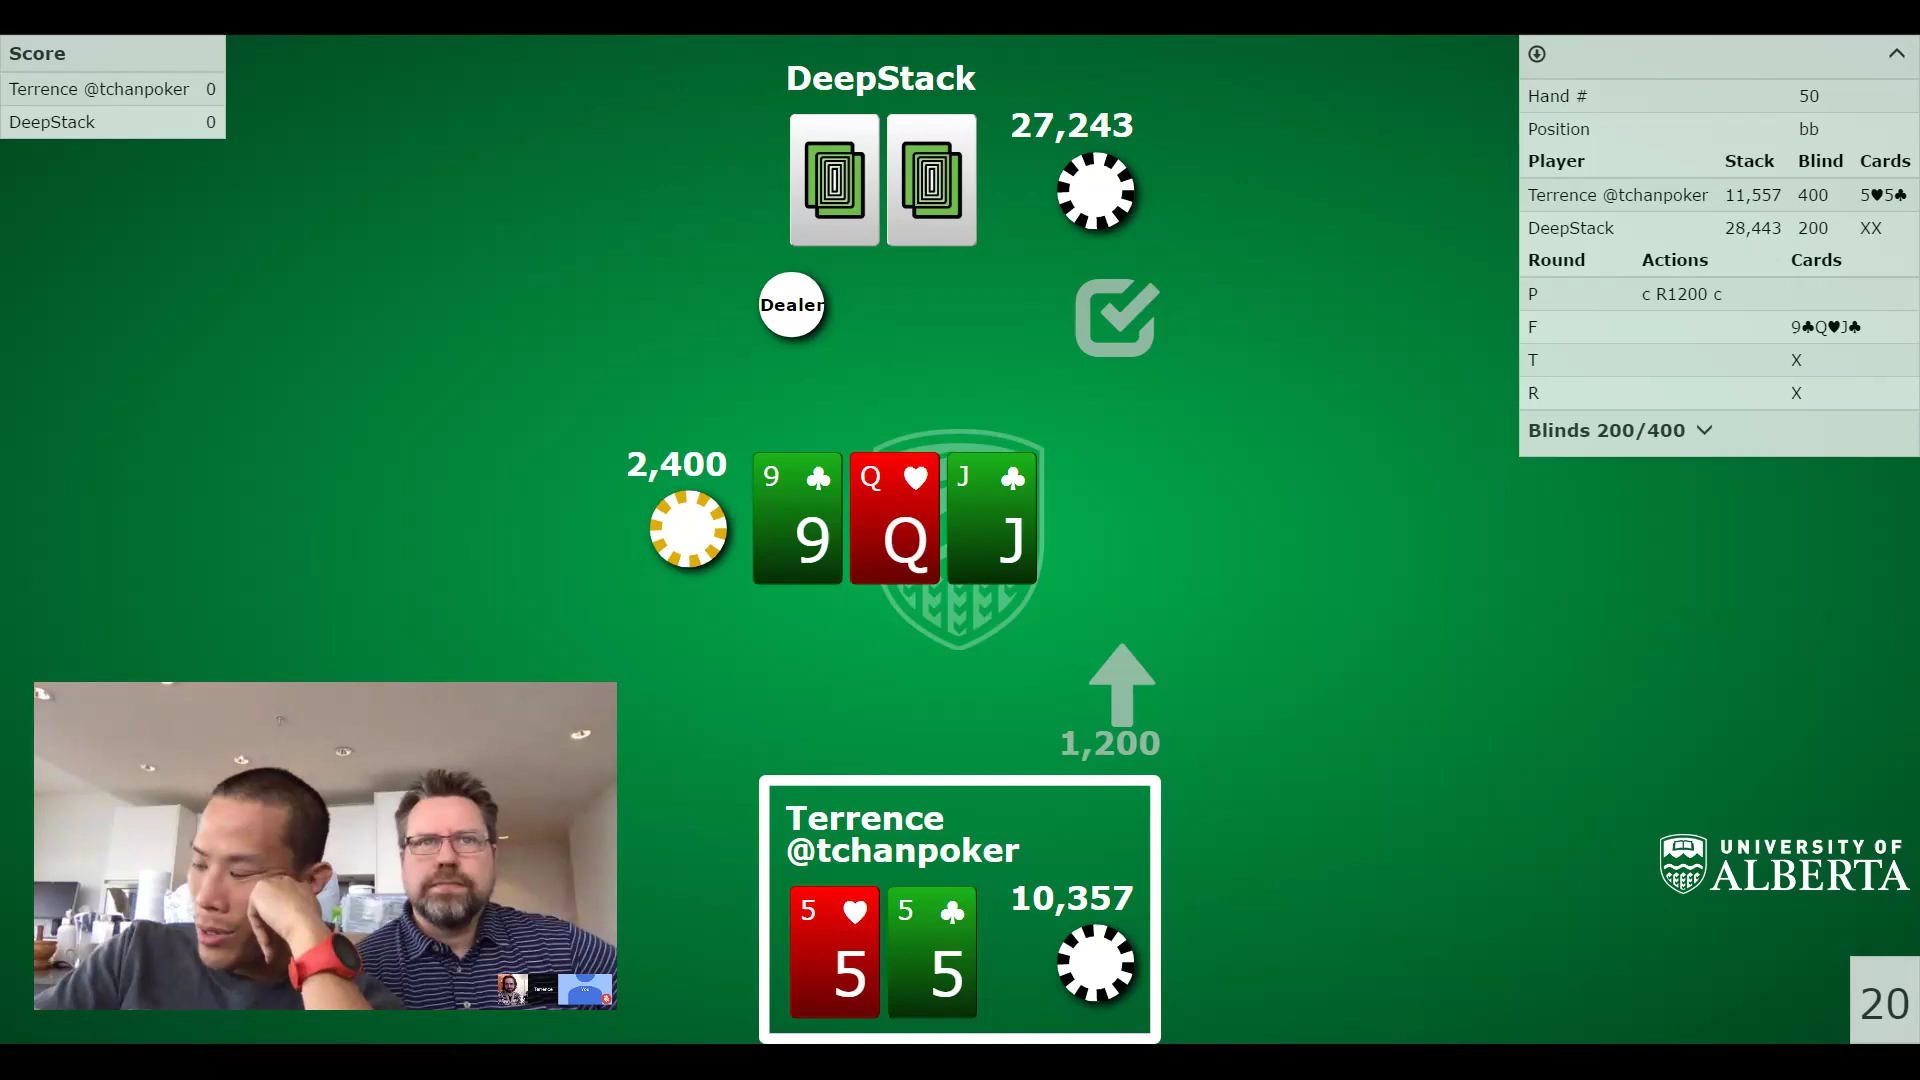 Score
Terrence @tchanpoker 0
DeepStack 0
DeepStack
27,243
Dealer
2,400
9♣ 9
Q♥ Q
J♣ J
1,200
Terrence
@tchanpoker
10,357
5♥ 5
5♣ 5
Hand # 50
Position bb
Player Stack Blind Cards
Terrence @tchanpoker 11,557 400 5♥5♣
DeepStack 28,443 200 XX
Round Actions Cards
P c R1200 c
F 9♣Q♥J♣
T X
R X
Blinds 200/400
UNIVERSITY OF
ALBERTA
20
Terrence
You